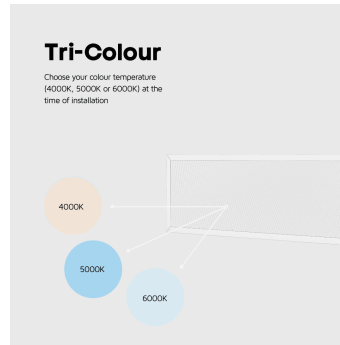 Tri-Colour
Choose your colour temperature
(4000K, 5000K or 6000K) at the
time of installation
4000K
5000K
6000K